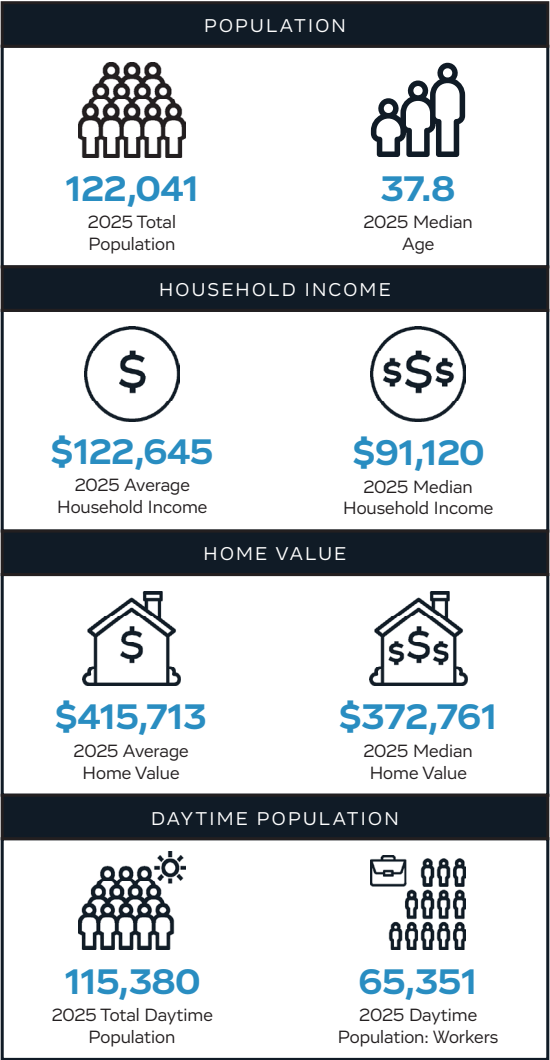 POPULATION
122,041
2025 Total
Population
37.8
2025 Median
Age
HOUSEHOLD INCOME
$
$122,645
2025 Average
Household Income
$$$
$91,120
2025 Median
Household Income
HOME VALUE
$
$415,713
2025 Average
Home Value
$$$
$372,761
2025 Median
Home Value
DAYTIME POPULATION
115,380
2025 Total Daytime
Population
65,351
2025 Daytime
Population: Workers